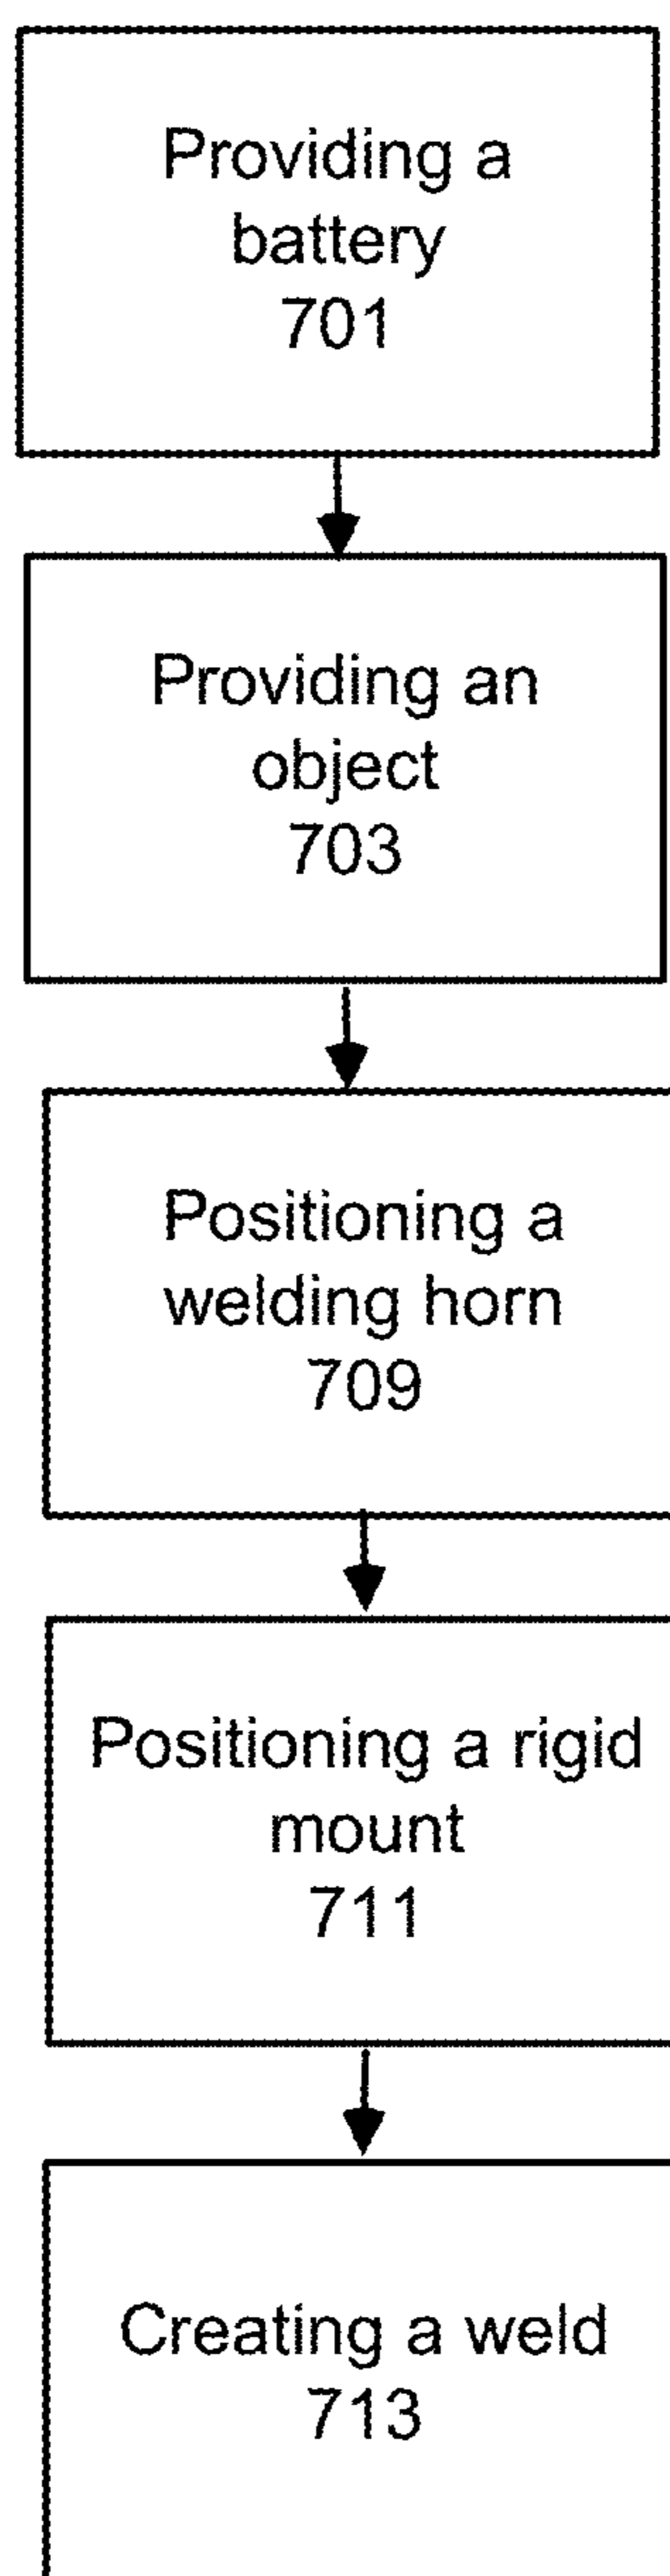 Providing a
battery
701
Providing an
object
703
Positioning a
welding horn
709
Positioning a rigid
mount
711
Creating a weld
713